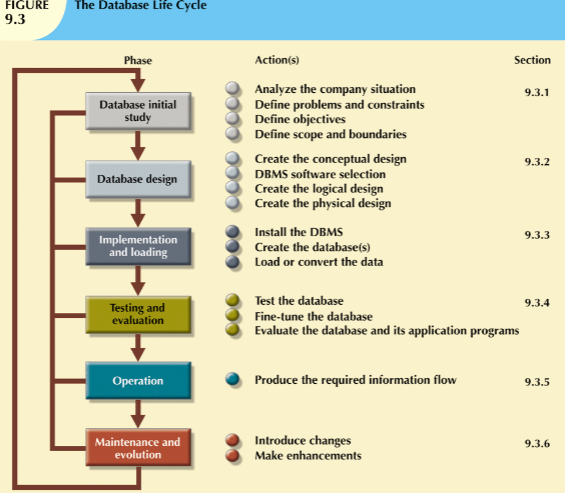 FIGURE
9.3
The Database Life Cycle
Phase
Action(s)
Section
Database initial
study
Analyze the company situation
Define problems and constraints
Define objectives
Define scope and boundaries
9.3.1
Database design
Create the conceptual design
DBMS software selection
Create the logical design
Create the physical design
9.3.2
Implementation
and loading
Install the DBMS
Create the database(s)
Load or convert the data
9.3.3
Testing and
evaluation
Test the database
Fine-tune the database
Evaluate the database and its application programs
9.3.4
Operation
Produce the required information flow
9.3.5
Maintenance and
evolution
Introduce changes
Make enhancements
9.3.6